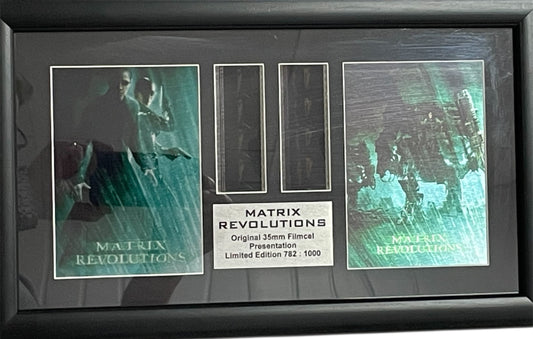 MATRIX
REVOLUTIONS
MATRIX
REVOLUTIONS
Original 35mm Filmcel
Presentation
Limited Edition 782 : 1000
MATRIX
REVOLUTIONS